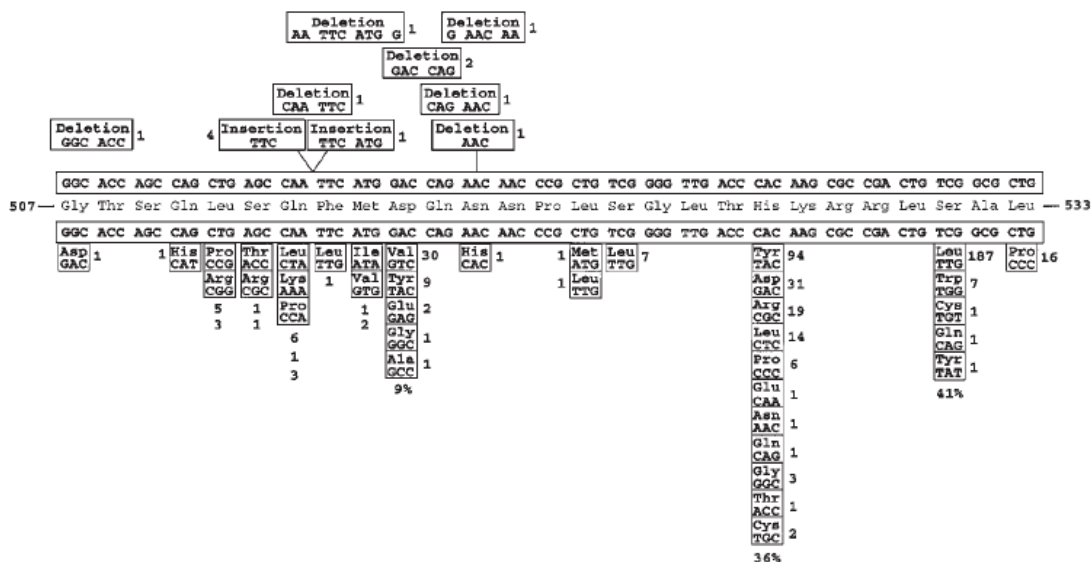 Deletion Deletion
AA TTC ATG G 1 G AAC AA 1
Deletion
GAC CAG 2
Deletion Deletion
CAA TTC 1 CAG AAC 1
Deletion Insertion Insertion Deletion
GGC ACC 1 4 TTC TTC ATG 1 AAC 1
GGC ACC AGC CAG CTG AGC CAA TTC ATG GAC CAG AAC AAC CCG CTG TCG GGG TTG ACC CAC AAG CGC CGA CTG TCG GCG CTG
507 Gly Thr Ser Gln Leu Ser Gln Phe Met Asp Gln Asn Asn Pro Leu Ser Gly Leu Thr His Lys Arg Arg Leu Ser Ala Leu 533
GGC ACC AGC CAG CTG AGC CAA TTC ATG GAC CAG AAC AACC CCG CTG TCG GGG TTG ACC CAC AAG CGC CGA CTG TCG GCG CTG
Asp His Pro Thr Leu Leu Ile Val His Met Leu Tyr Leu Pro
GAC 1 1 CAT CCG ACC CTA TTG ATA GTC 30 CAC 1 1 ATG TTG 7 TAC 94 TTG 187 CCC 16
Arg Arg Lys 1 Val Tyr Leu Asp Trp
CGG CGC AAA GTG TAC 9 1 TTG GAC 31 TGG 7
5 1 Pro 1 Glu Arg Cys
3 1 CCA 2 GAG 2 CGC 19 TGT 1
6 Gly Leu Gln
1 GGC 1 CTC 14 CAG 1
3 Ala Pro Tyr
GCC 1 CCC 6 TAT 1
9% Glu 41%
CAA 1
Asn
AAC 1
Gln
CAG 1
Gly
GGC 3
Thr
ACC 1
Cys
TGC 2
36%